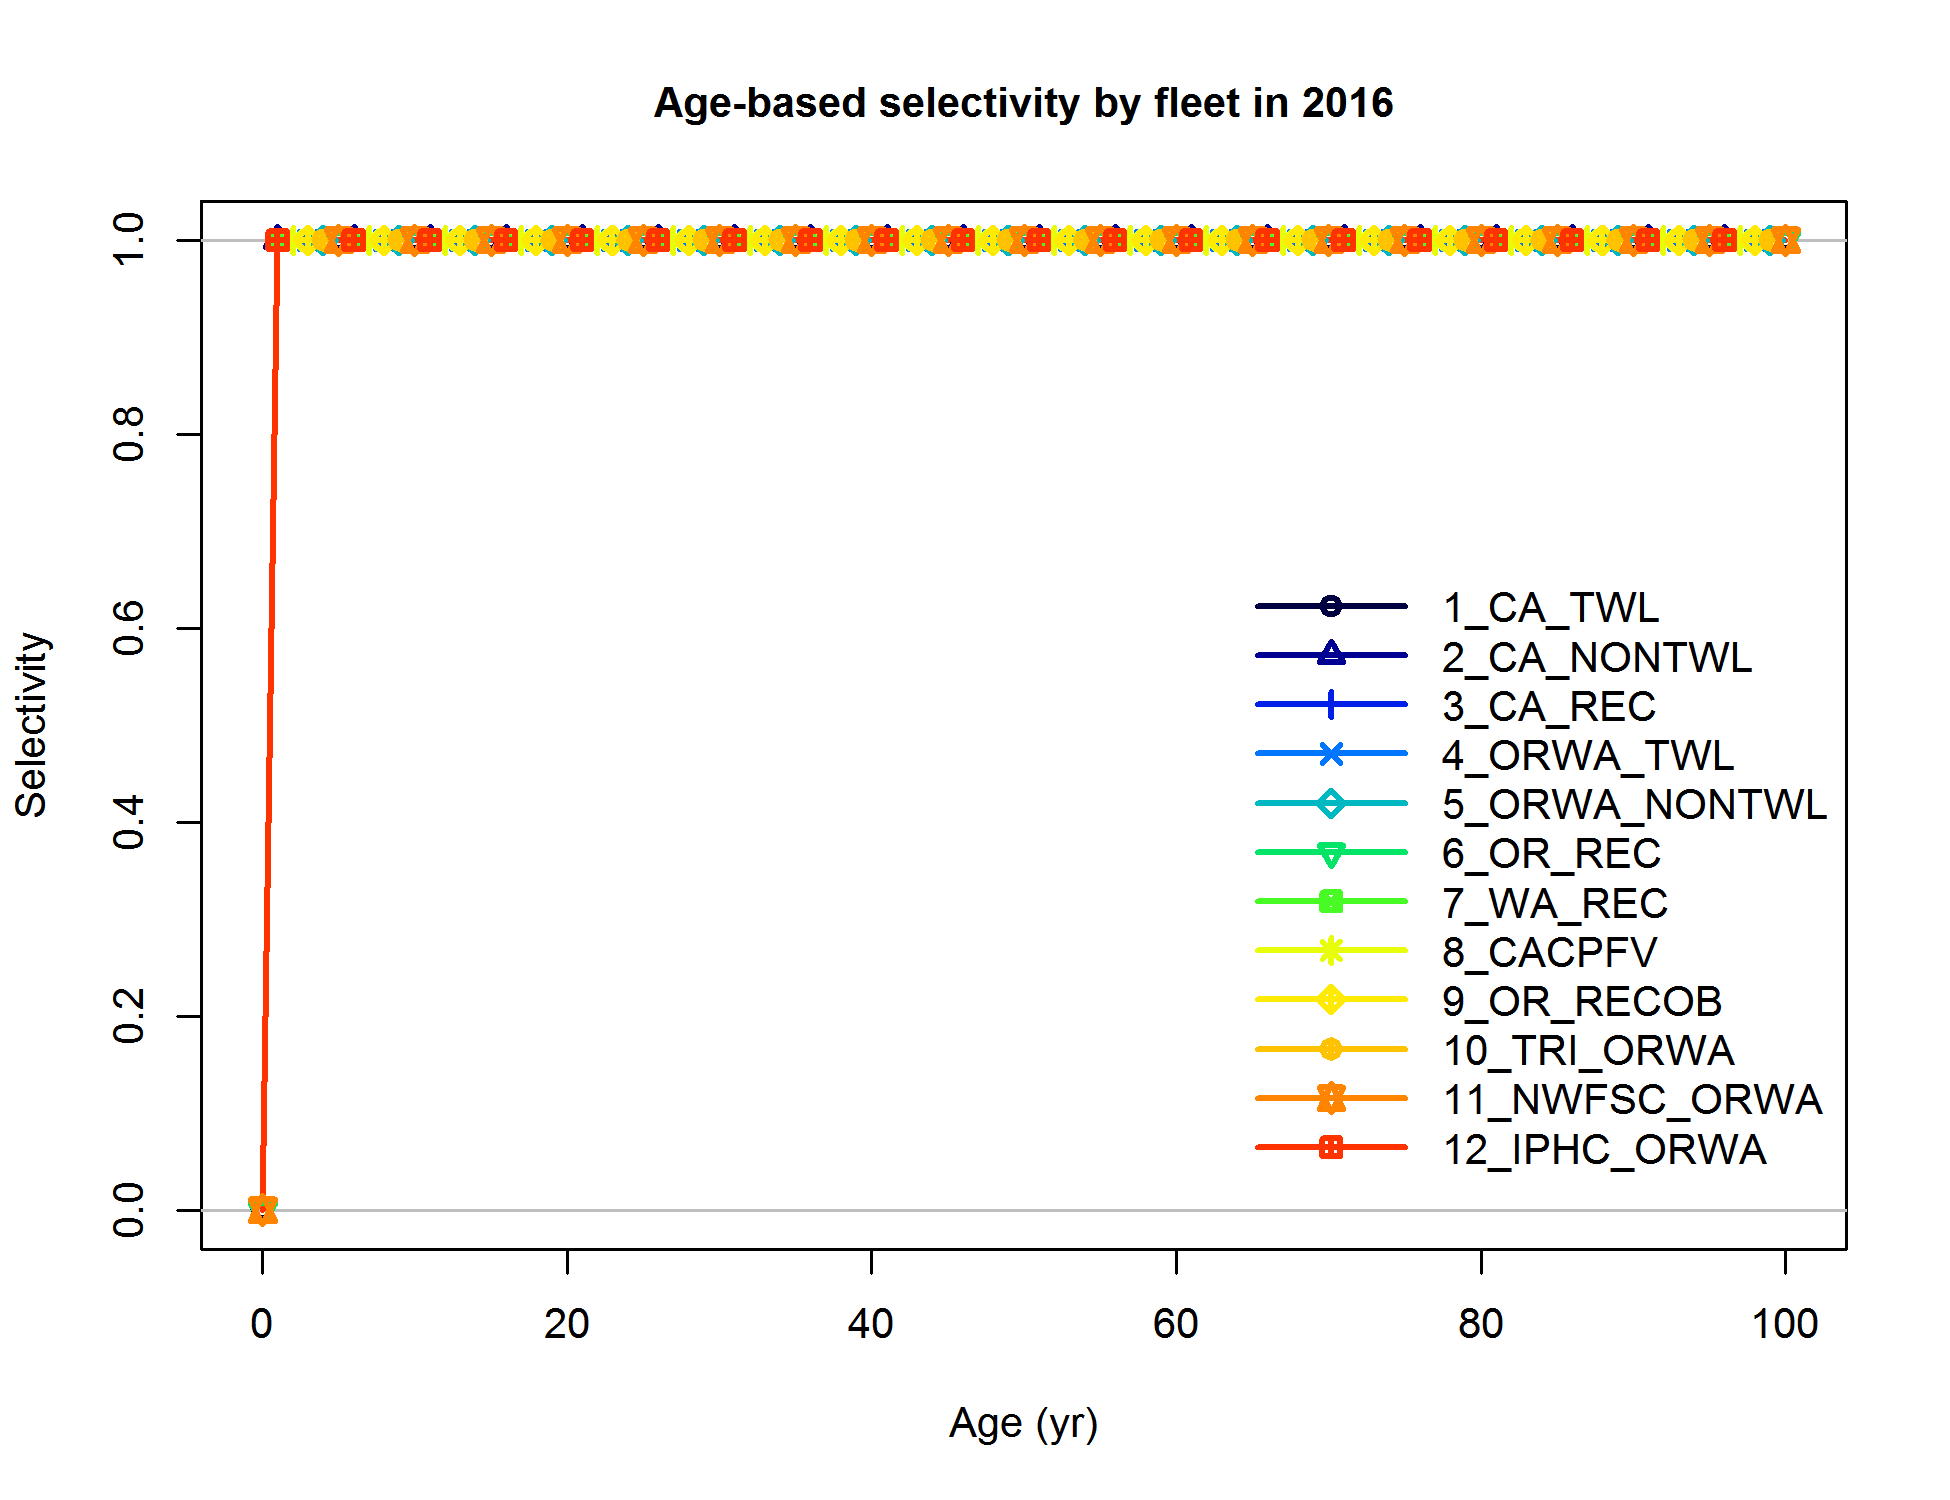 Age-based selectivity by fleet in 2016
Selectivity
1.0
0.8
0.6
0.4
0.2
0.0
1_CA_TWL
2_CA_NONTWL
3_CA_REC
4_ORWA_TWL
5_ORWA_NONTWL
6_OR_REC
7_WA_REC
8_CACPFV
9_OR_RECOB
10_TRI_ORWA
11_NWFSC_ORWA
12_IPHC_ORWA
0 20 40 60 80 100
Age (yr)